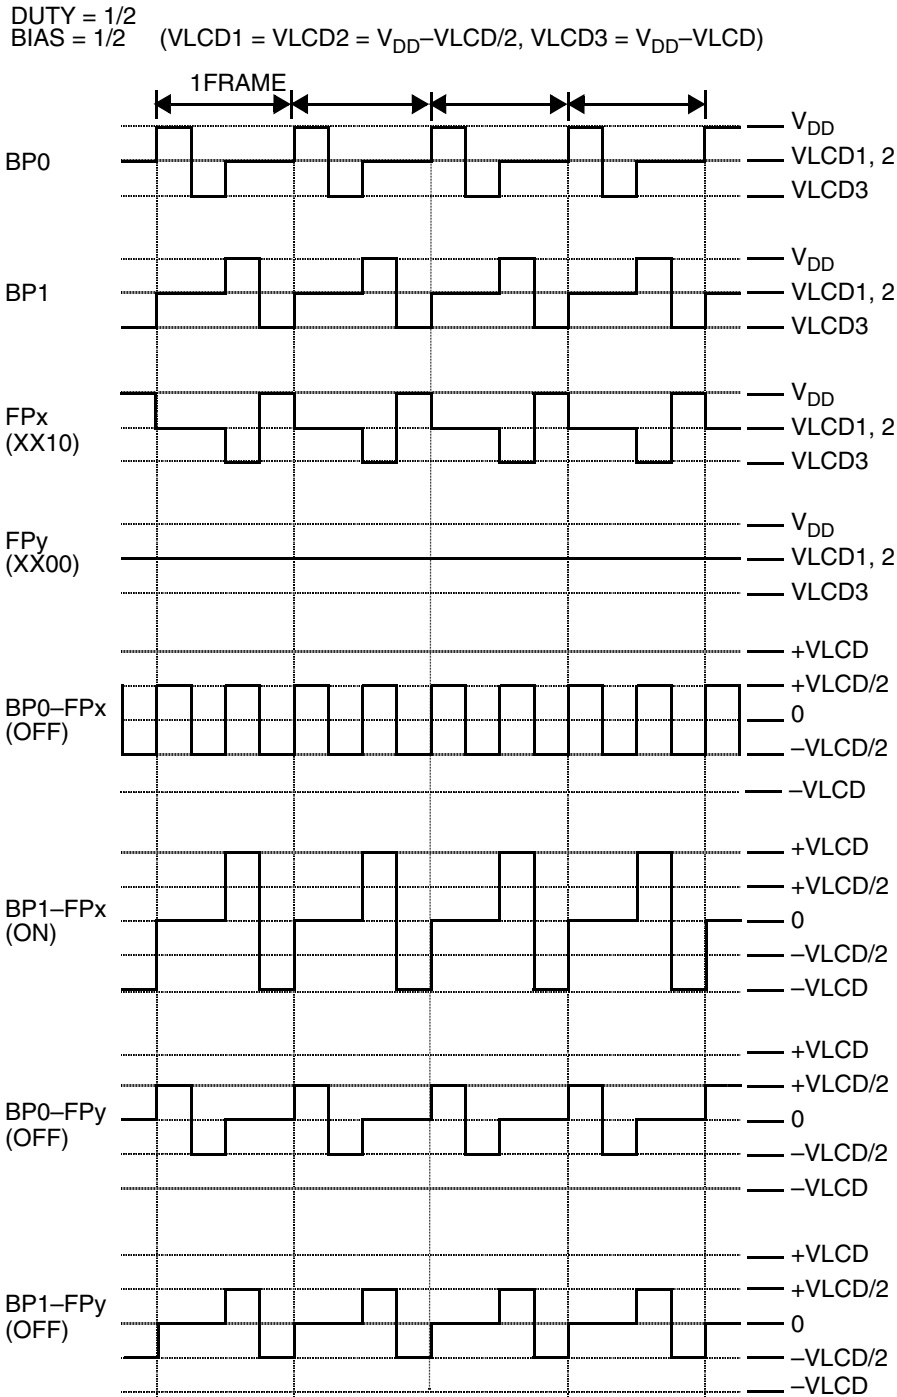 DUTY = 1/2
BIAS = 1/2 (VLCD1 = VLCD2 = VDD–VLCD/2, VLCD3 = VDD–VLCD)
1FRAME
BP0
VDD
VLCD1, 2
VLCD3
BP1
VDD
VLCD1, 2
VLCD3
FPx
(XX10)
VDD
VLCD1, 2
VLCD3
FPy
(XX00)
VDD
VLCD1, 2
VLCD3
BP0–FPx
(OFF)
+VLCD
+VLCD/2
0
–VLCD/2
–VLCD
BP1–FPx
(ON)
+VLCD
+VLCD/2
0
–VLCD/2
–VLCD
BP0–FPy
(OFF)
+VLCD
+VLCD/2
0
–VLCD/2
–VLCD
BP1–FPy
(OFF)
+VLCD
+VLCD/2
0
–VLCD/2
–VLCD